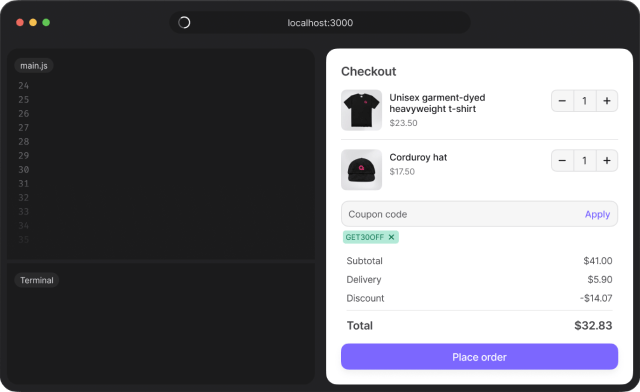 localhost:3000
main.js
24
25
26
27
28
29
30
31
32
33
34
35
Terminal
Checkout
Unisex garment-dyed
heavyweight t-shirt
$23.50
− 1 +
Corduroy hat
$17.50
− 1 +
Coupon code Apply
GET30OFF ×
Subtotal $41.00
Delivery $5.90
Discount -$14.07
Total $32.83
Place order